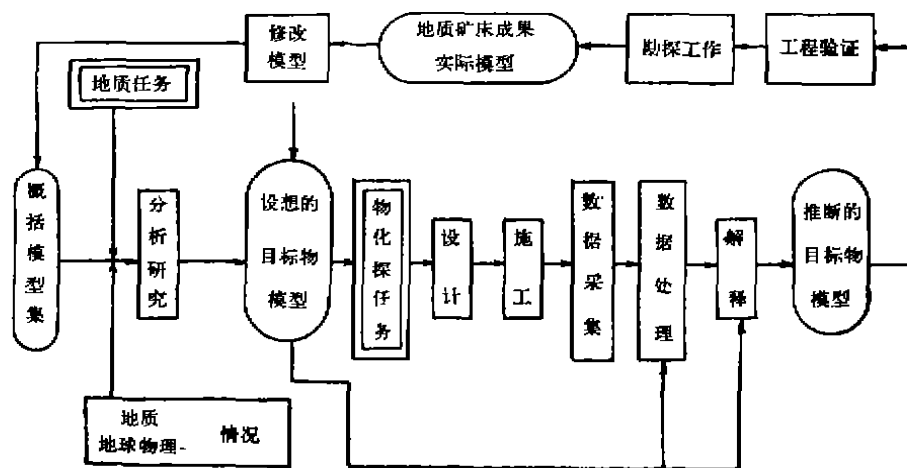 修改
模型
地质矿床成果
实际模型
勘探工作
工程验证
地质任务
概括模型集
分析研究
设想的
目标物
模型
物化探任务
设计
施工
数据采集
数据处理
解释
推断的
目标物
模型
地质
地球物理 情况